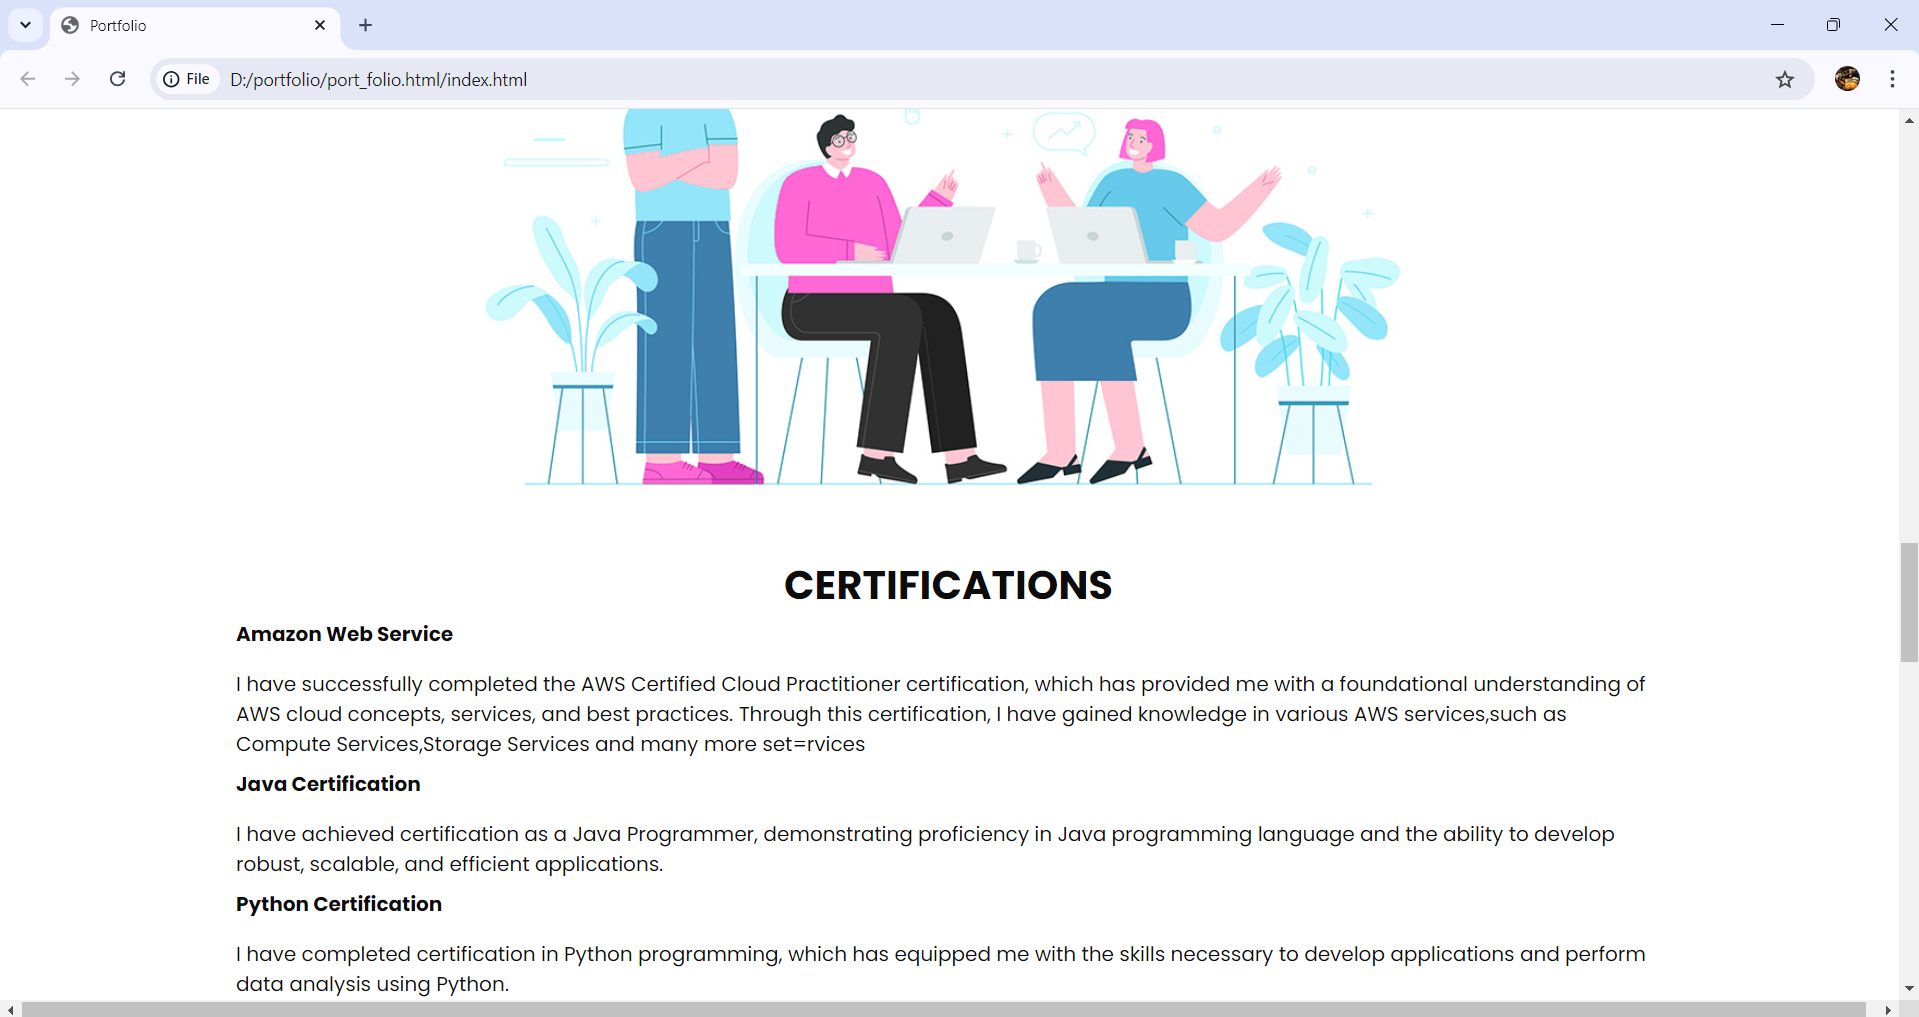 Portfolio
File
D:/portfolio/port_folio.html/index.html
CERTIFICATIONS
Amazon Web Service
I have successfully completed the AWS Certified Cloud Practitioner certification, which has provided me with a foundational understanding of
AWS cloud concepts, services, and best practices. Through this certification, I have gained knowledge in various AWS services,such as
Compute Services,Storage Services and many more set=rvices
Java Certification
I have achieved certification as a Java Programmer, demonstrating proficiency in Java programming language and the ability to develop
robust, scalable, and efficient applications.
Python Certification
I have completed certification in Python programming, which has equipped me with the skills necessary to develop applications and perform
data analysis using Python.